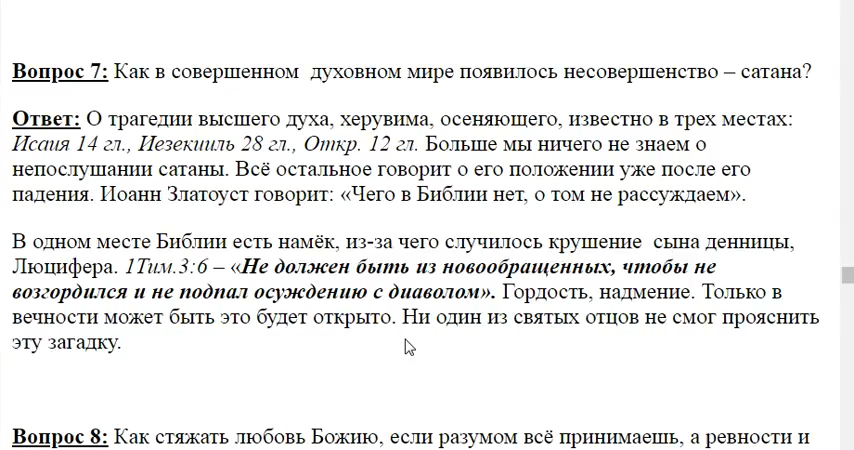 Вопрос 7: Как в совершенном духовном мире появилось несовершенство – сатана?
Ответ: О трагедии высшего духа, херувима, осеняющего, известно в трех местах:
Исаия 14 гл., Иезекииль 28 гл., Откр. 12 гл. Больше мы ничего не знаем о
непослушании сатаны. Всё остальное говорит о его положении уже после его
падения. Иоанн Златоуст говорит: «Чего в Библии нет, о том не рассуждаем».
В одном месте Библии есть намёк, из-за чего случилось крушение сына денницы,
Люцифера. 1Тим.3:6 – «Не должен быть из новообращенных, чтобы не
возгордился и не подпал осуждению с диаволом». Гордость, надмение. Только в
вечности может быть это будет открыто. Ни один из святых отцов не смог прояснить
эту загадку.
Вопрос 8: Как стяжать любовь Божию, если разумом всё принимаешь, а ревности и